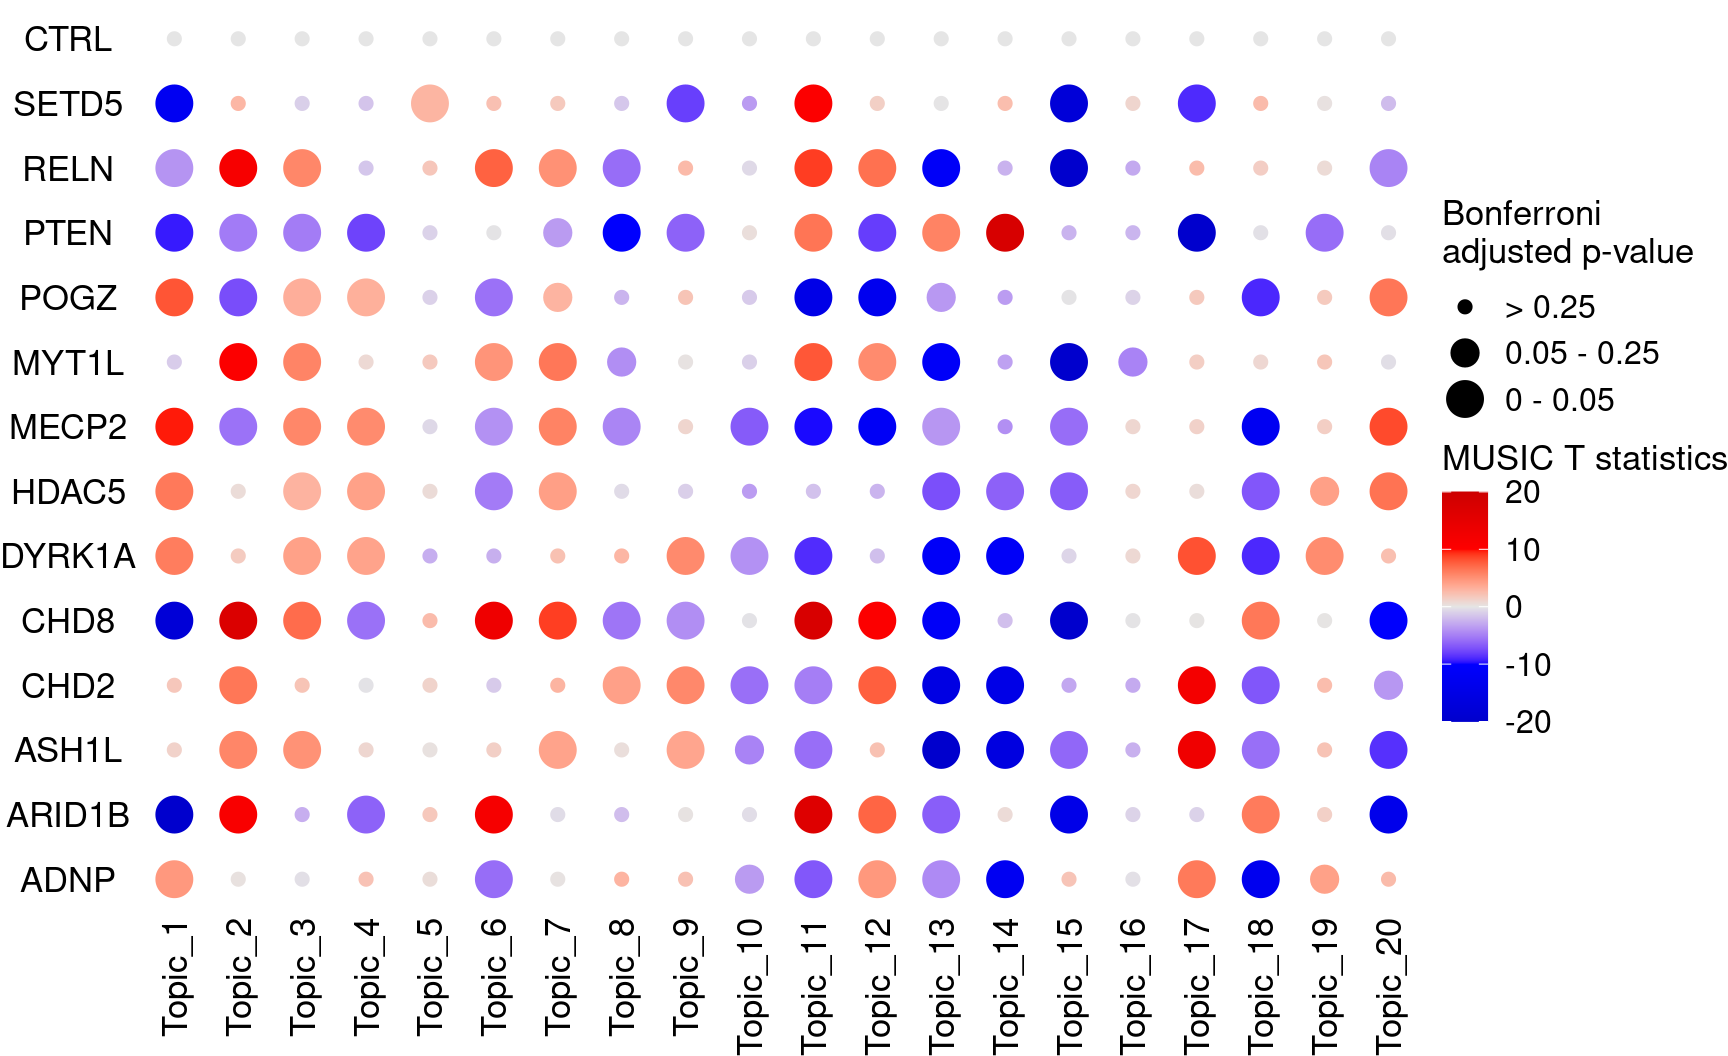 CTRL
SETD5
RELN
PTEN
POGZ
MYT1L
MECP2
HDAC5
DYRK1A
CHD8
CHD2
ASH1L
ARID1B
ADNP
Topic_1
Topic_2
Topic_3
Topic_4
Topic_5
Topic_6
Topic_7
Topic_8
Topic_9
Topic_10
Topic_11
Topic_12
Topic_13
Topic_14
Topic_15
Topic_16
Topic_17
Topic_18
Topic_19
Topic_20
Bonferroni
adjusted p-value
> 0.25
0.05 - 0.25
0 - 0.05
MUSIC T statistics
20
10
0
-10
-20